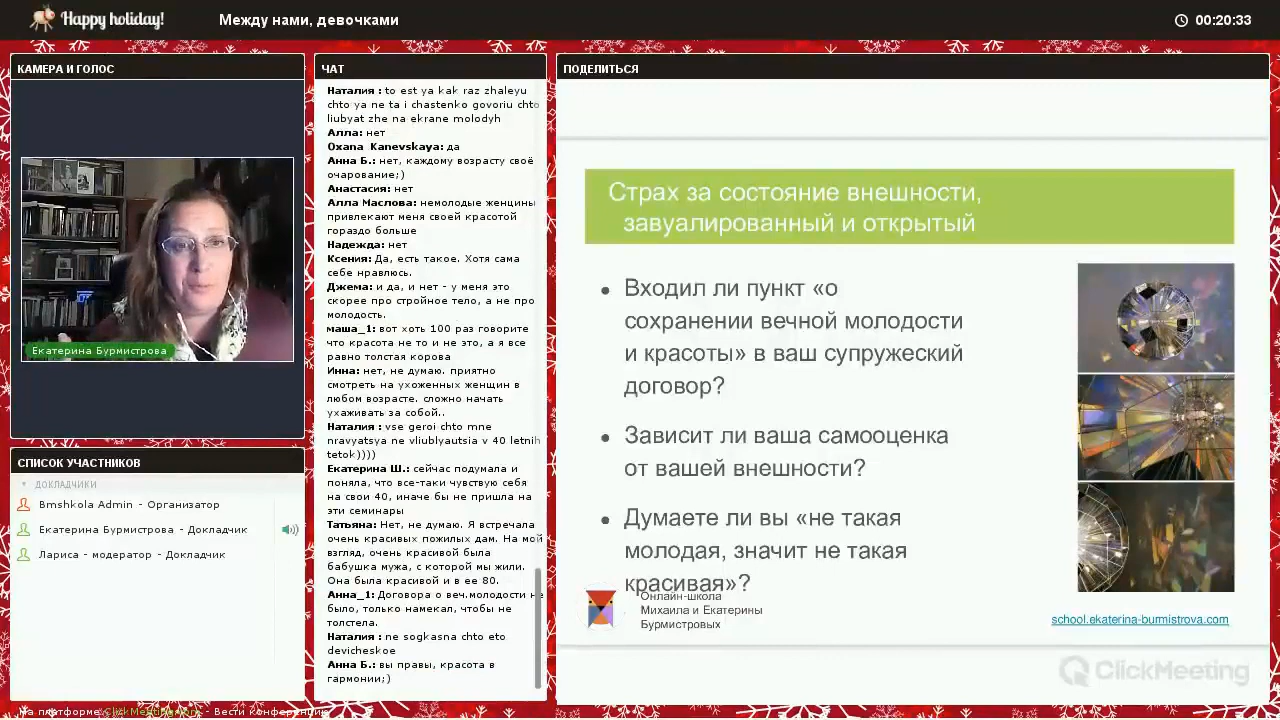 Happy holiday!
Между нами, девочками
00:20:33
КАМЕРА И ГОЛОС
Екатерина Бурмистрова
СПИСОК УЧАСТНИКОВ
ДОКЛАДЧИКИ
Bmshkola Admin - Организатор
Екатерина Бурмистрова - Докладчик
Лариса - модератор - Докладчик
ЧАТ
Наталия : to est ya kak raz zhaleyu
chto ya ne ta i chastenko govoriu chto
liubyat zhe na ekrane molodyh
Алла: нет
Oxana Kanevskaya: да
Анна Б.: нет, каждому возрасту своё
очарование;)
Анастасия: нет
Алла Маслова: немолодые женщины
привлекают меня своей красотой
гораздо больше
Надежда: нет
Ксения: Да, есть такое. Хотя сама
себе нравлюсь.
Джема: и да, и нет - у меня это
скорее про стройное тело, а не про
молодость.
маша_1: вот хоть 100 раз говорите
что красота не то и не это, а я все
равно толстая корова
Инна: нет, не думаю. приятно
смотреть на ухоженных женщин в
любом возрасте. сложно начать
ухаживать за собой..
Наталия : vse geroi chto mne
nravyatsya ne vliublyautsia v 40 letnih
tetok))))
Екатерина Ш.: сейчас подумала и
поняла, что все-таки чувствую себя
на свои 40, иначе бы не пришла на
эти семинары
Татьяна: Нет, не думаю. Я встречала
очень красивых пожилых дам. На мой
взгляд, очень красивой была
бабушка мужа, с которой мы жили.
Она была красивой и в ее 80.
Анна_1: Договора о веч.молодости не
было, только намекал, чтобы не
толстела.
Наталия : ne sogkasna chto eto
devicheskoe
Анна Б.: вы правы, красота в
гармонии;)
ПОДЕЛИТЬСЯ
Страх за состояние внешности,
завуалированный и открытый
• Входил ли пункт «о
сохранении вечной молодости
и красоты» в ваш супружеский
договор?
• Зависит ли ваша самооценка
от вашей внешности?
• Думаете ли вы «не такая
молодая, значит не такая
красивая»?
Онлайн-школа
Михаила и Екатерины
Бурмистровых
school.ekaterina-burmistrova.com
ClickMeeting
на платформе - Вести конференцию